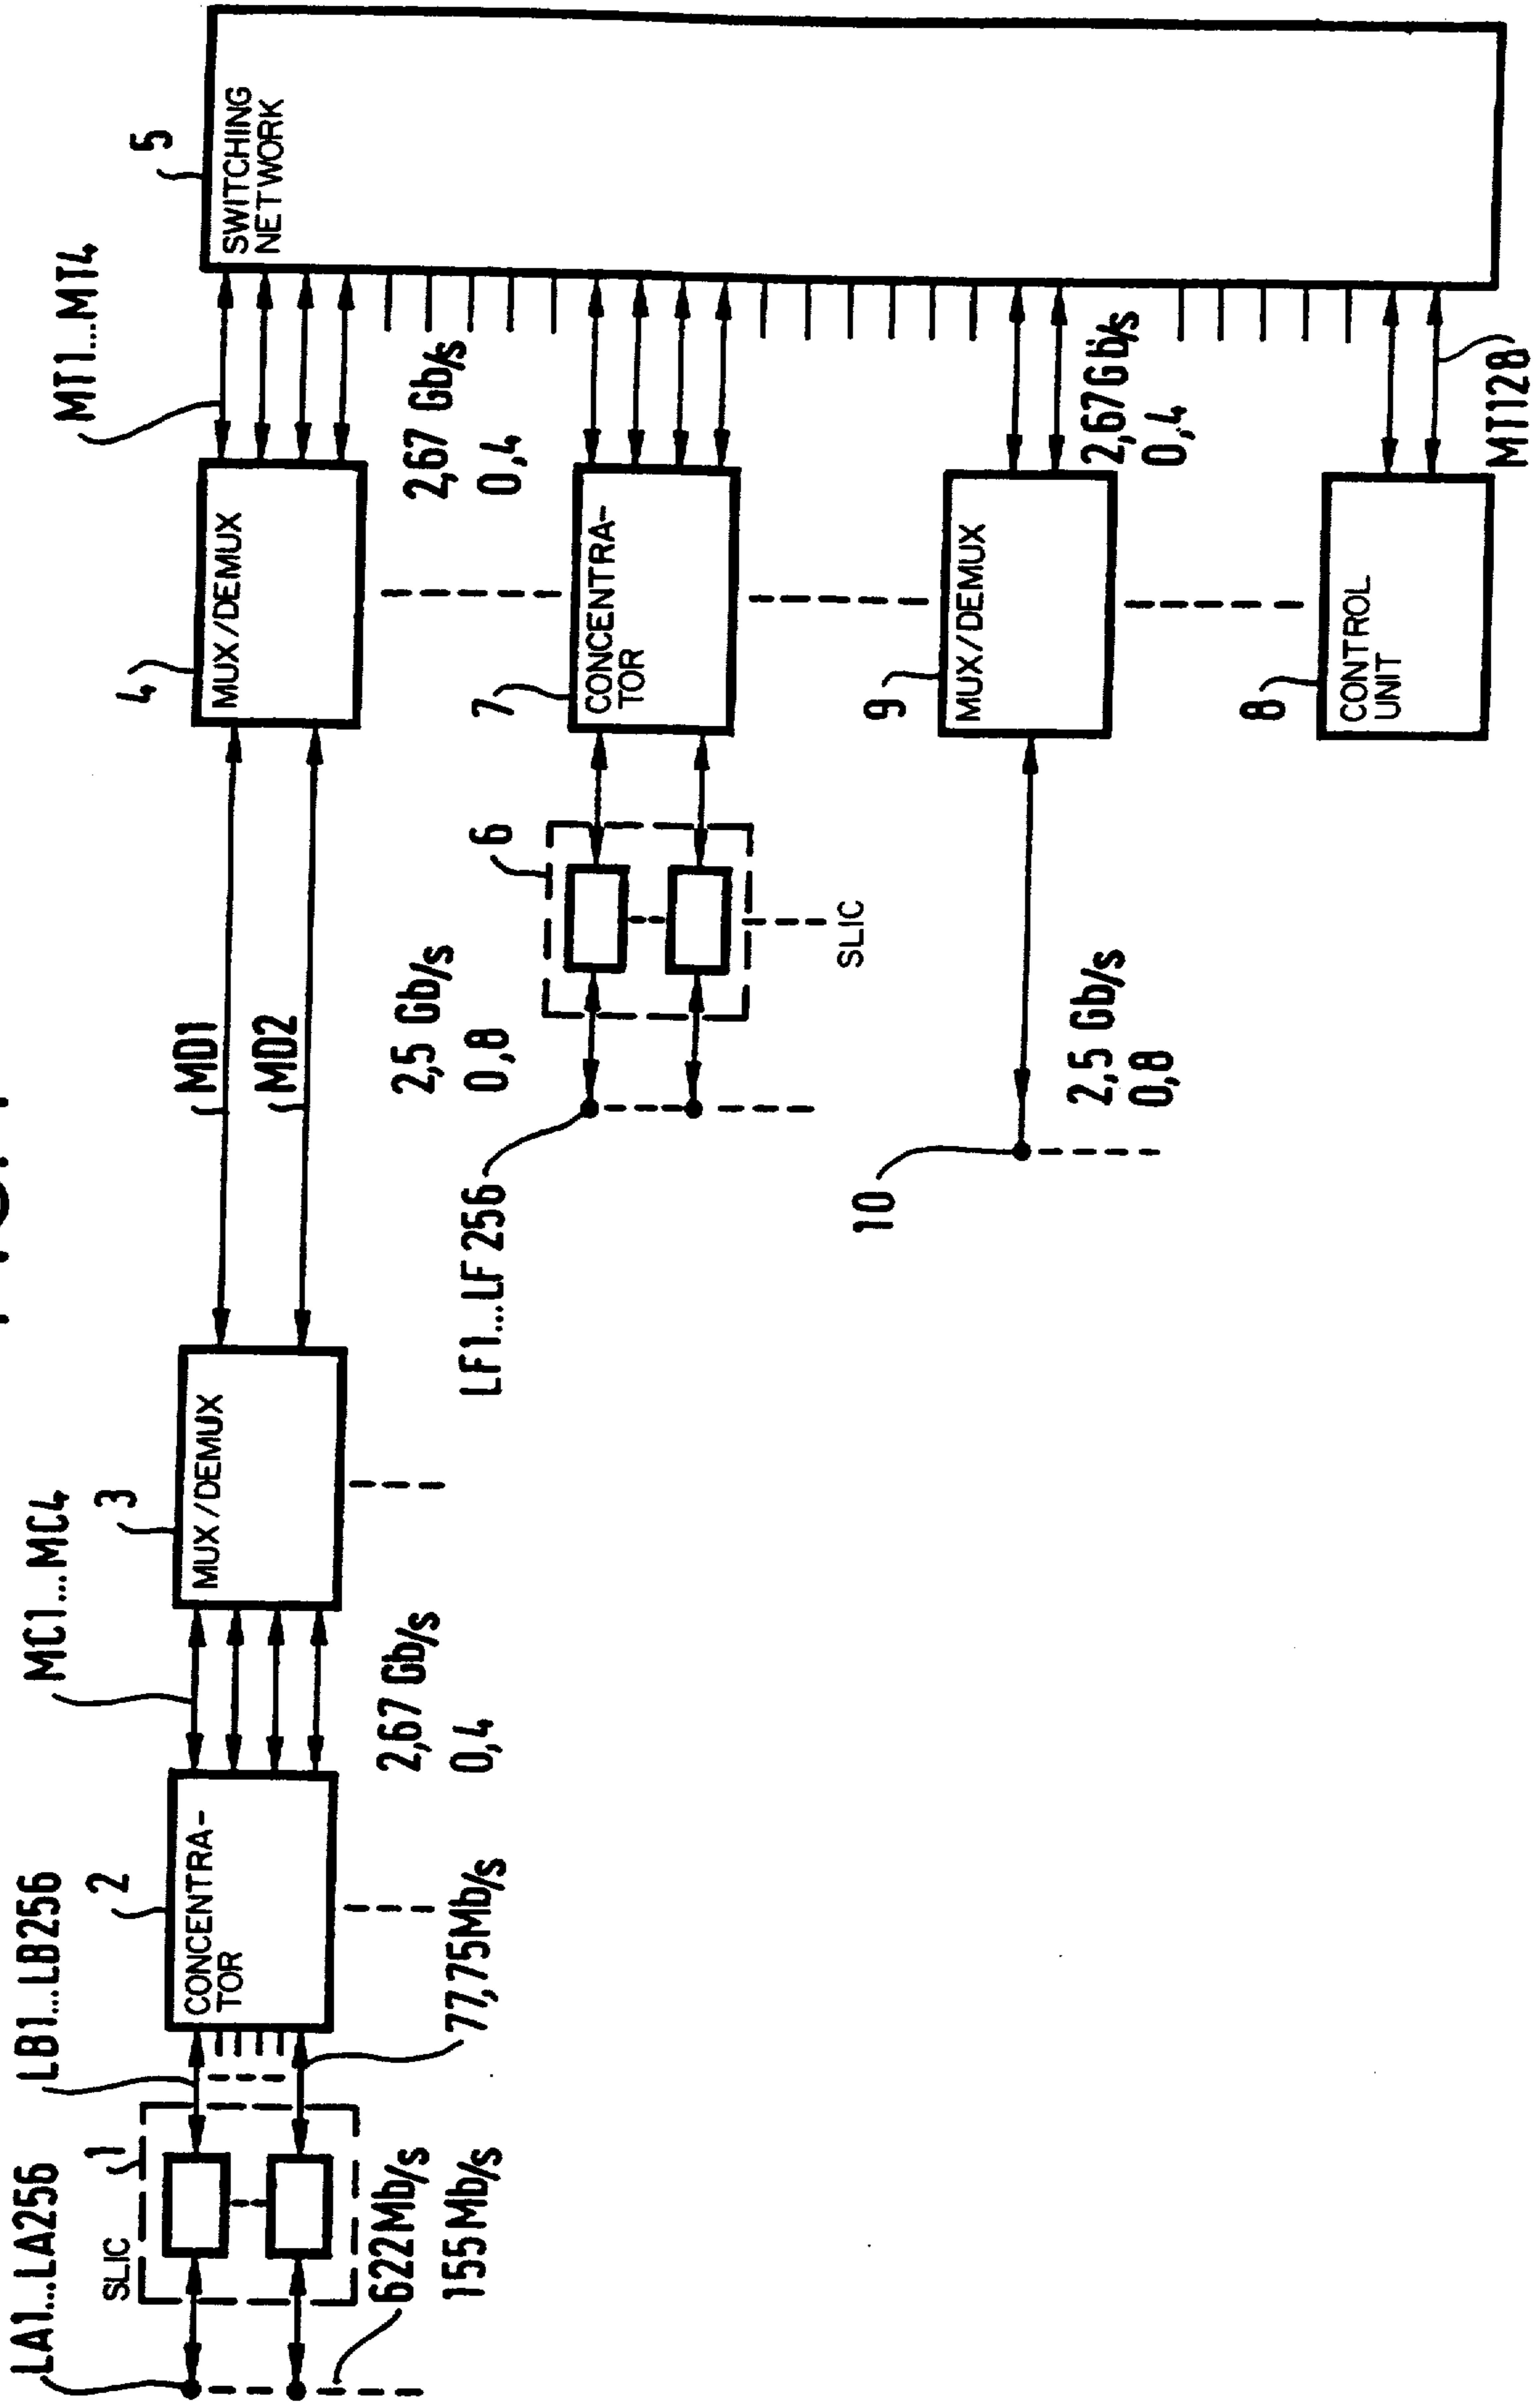 LA1...LA256
SLIC
1
622Mb/s
155Mb/s
LB1...LB256
2
CONCENTRA-
TOR
77,75Mb/s
MC1...MC4
3
MUX/DEMUX
2,67 Gb/s
0,4
MD1
MD2
4
MUX/DEMUX
MT1...MT4
2,67 Gb/s
0,4
5
SWITCHING
NETWORK
LF1...LF256
2,5 Gb/s
0,8
6
SLIC
7
CONCENTRA-
TOR
10
2,5 Gb/s
0,8
9
MUX/DEMUX
2,67Gb/s
0,4
8
CONTROL
UNIT
MT128